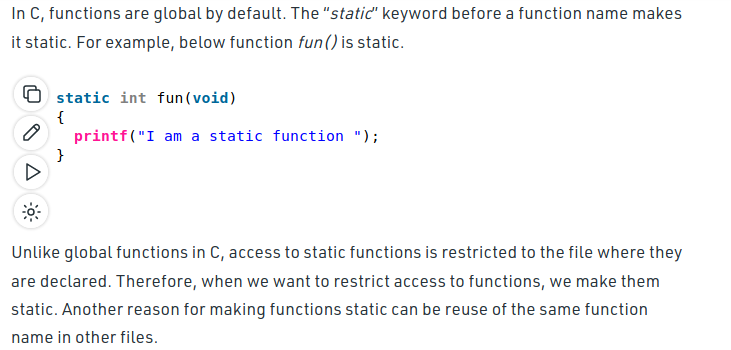 In C, functions are global by default. The “static” keyword before a function name makes
it static. For example, below function fun() is static.
static int fun(void)
{
  printf("I am a static function ");
}
Unlike global functions in C, access to static functions is restricted to the file where they
are declared. Therefore, when we want to restrict access to functions, we make them
static. Another reason for making functions static can be reuse of the same function
name in other files.